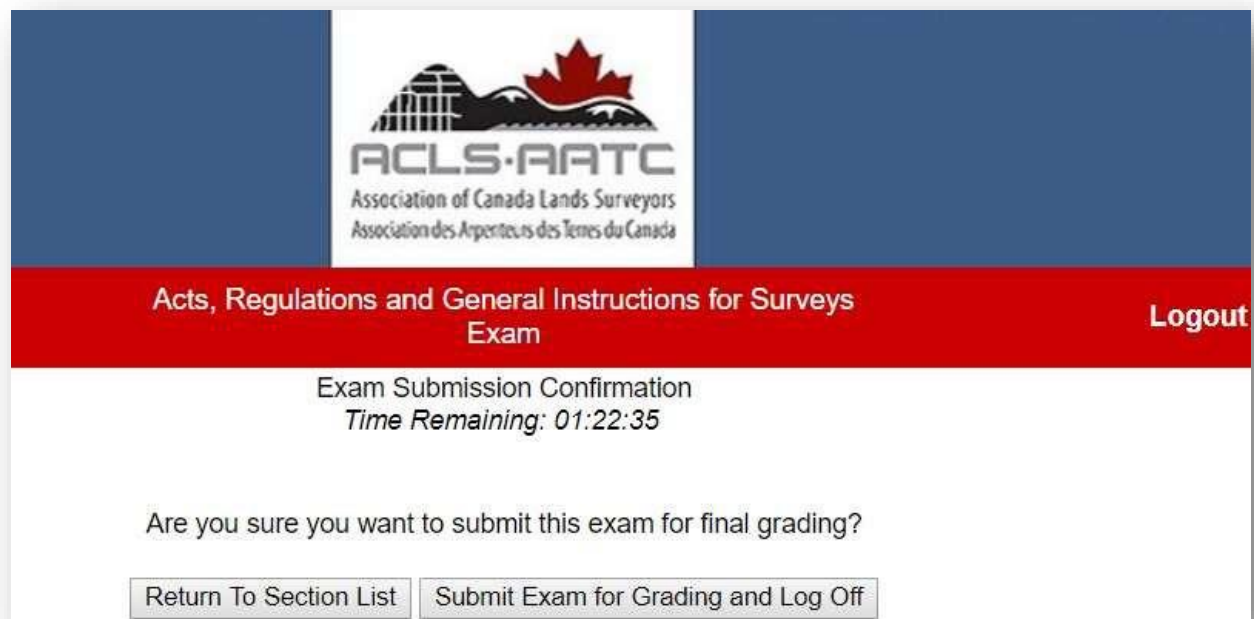 ACLS·AATC
Association of Canada Lands Surveyors
Association des Arpenteurs des Terres du Canada
Acts, Regulations and General Instructions for Surveys
Exam
Logout
Exam Submission Confirmation
Time Remaining: 01:22:35
Are you sure you want to submit this exam for final grading?
Return To Section List
Submit Exam for Grading and Log Off